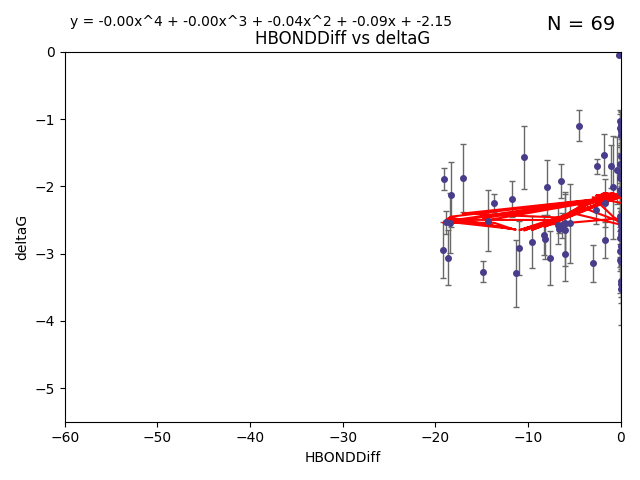 y = -0.00x^4 + -0.00x^3 + -0.04x^2 + -0.09x + -2.15
N = 69
HBONDDiff vs deltaG
0
−1
−2
−3
−4
−5
deltaG
−60 −50 −40 −30 −20 −10 0
HBONDDiff